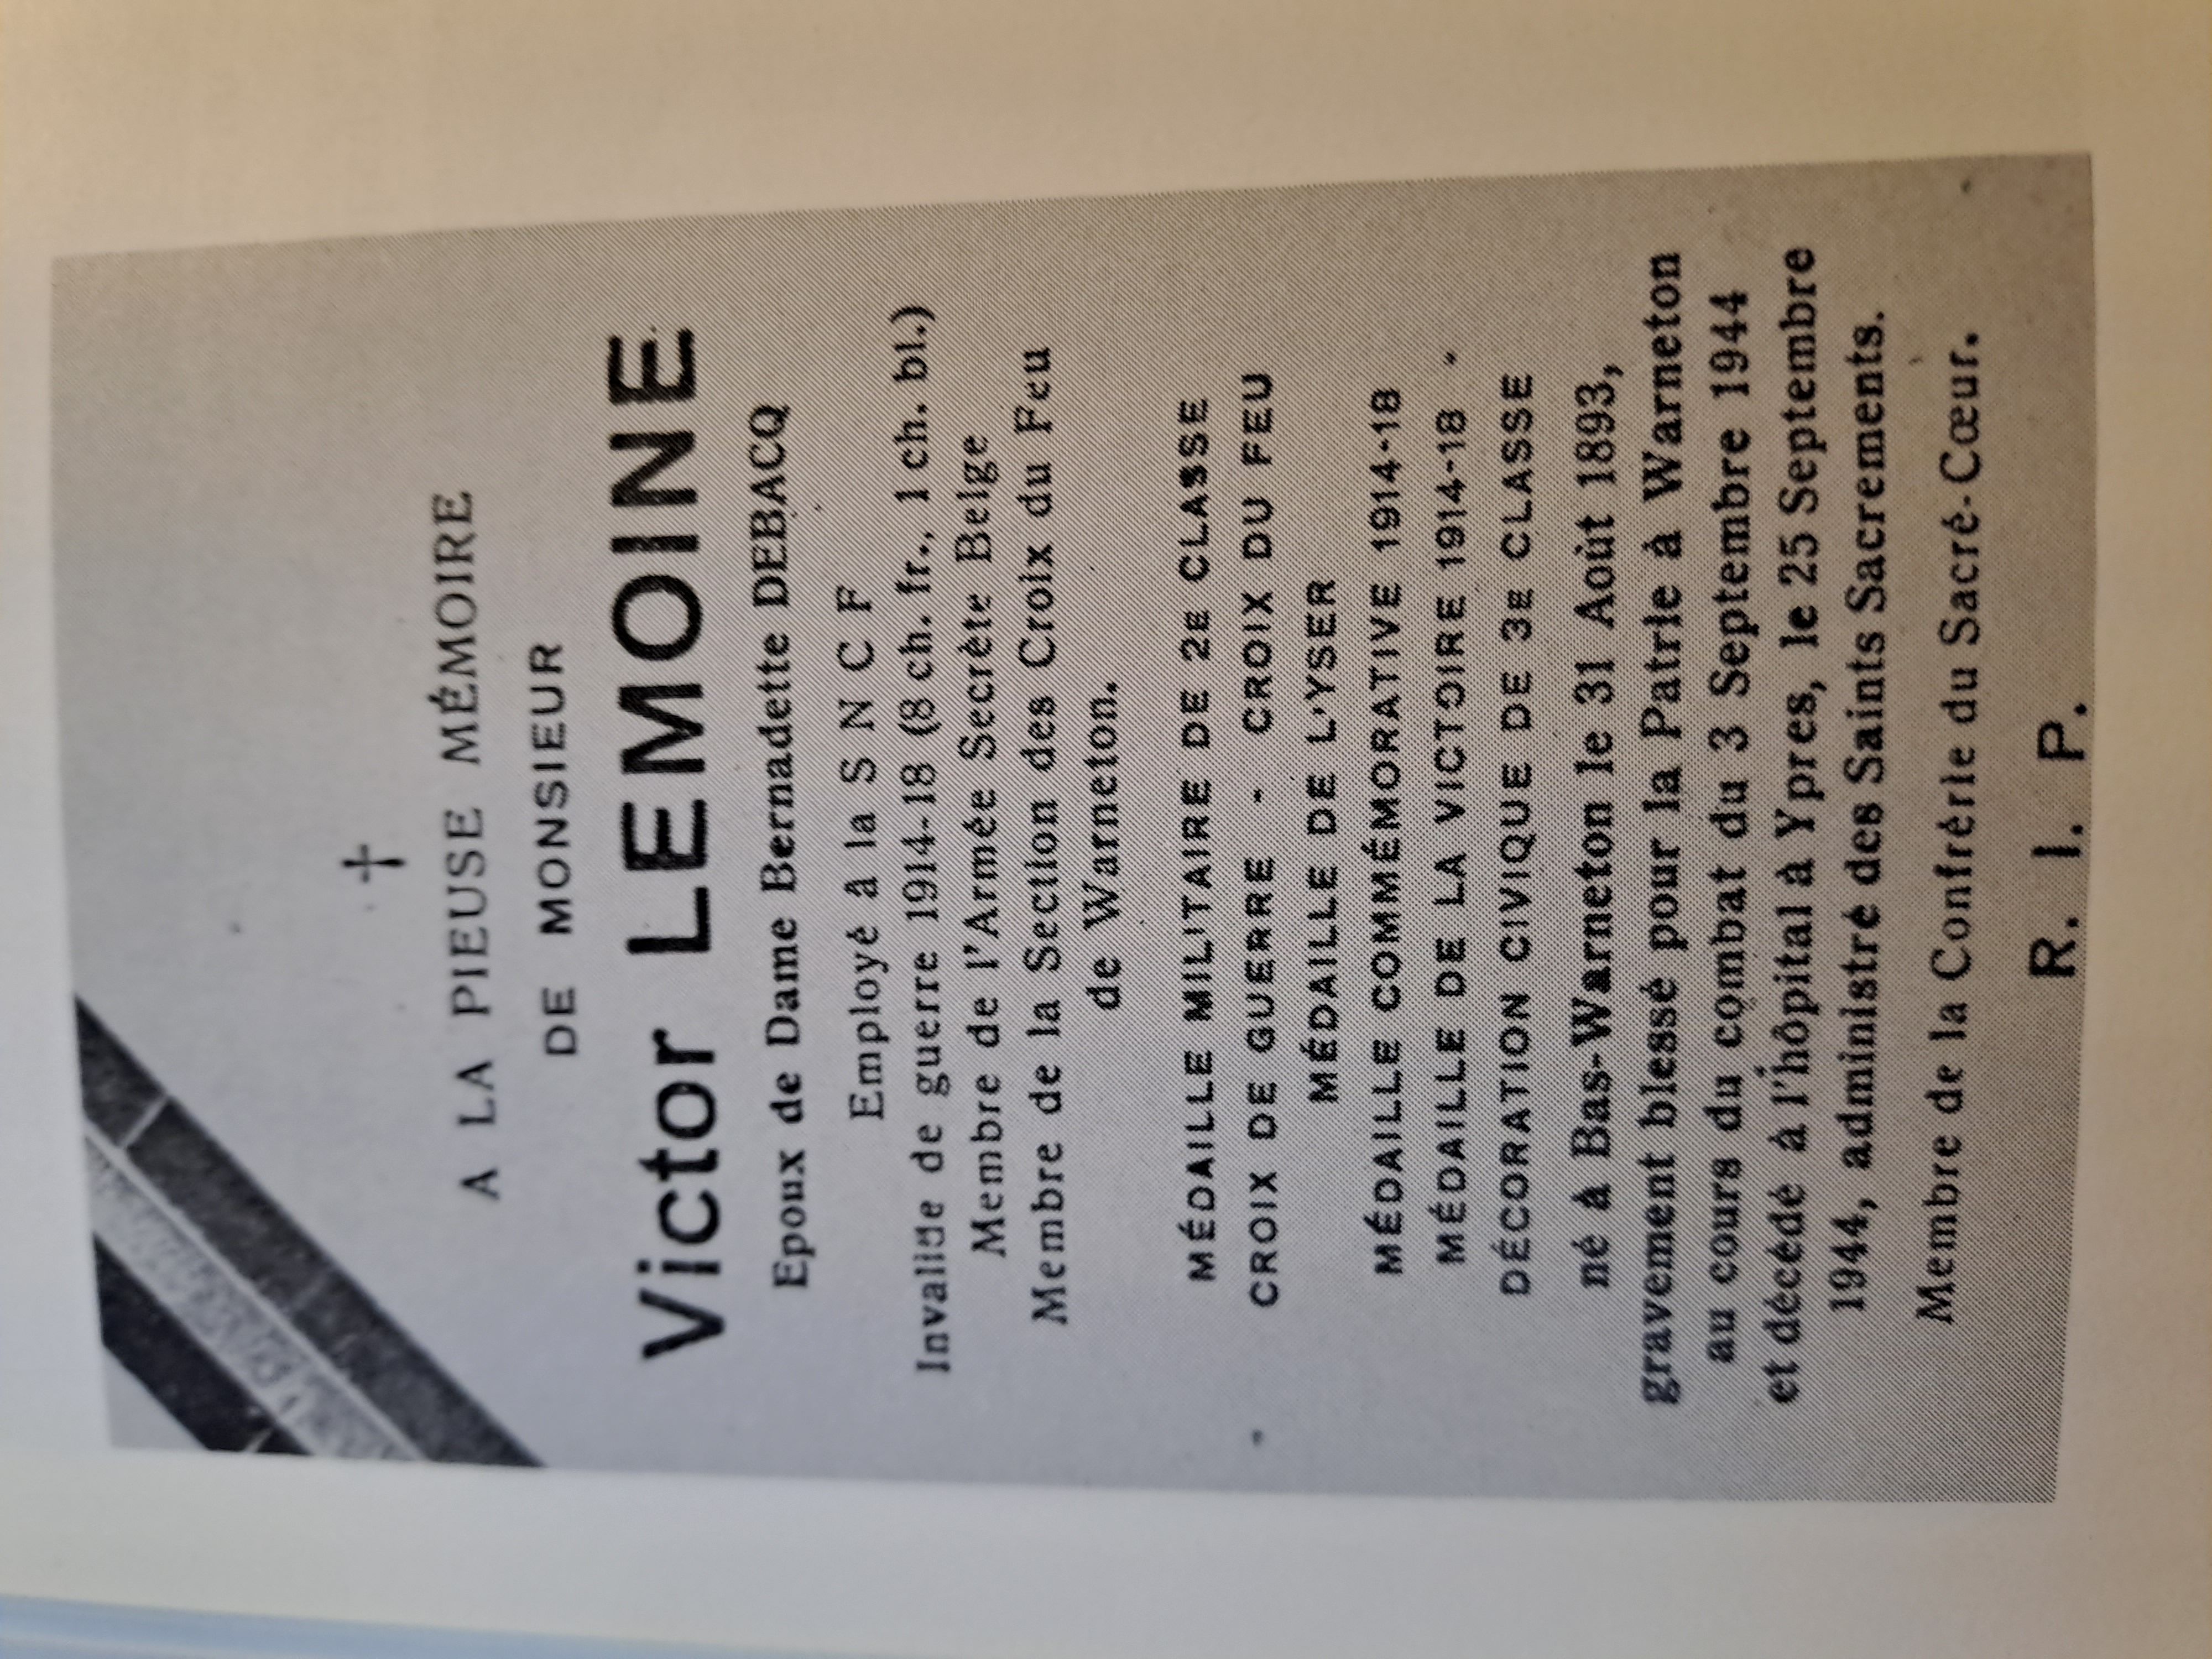 A LA PIEUSE MÉMOIRE
DE MONSIEUR
Victor LEMOINE
Epoux de Dame Bernadette DEBACQ
Employé à la S N C F
Invalide de guerre 1914-18 (8 ch. fr., 1 ch. bl.)
Membre de l'Armée Secrète Belge
Membre de la Section des Croix du Feu
de Warneton.
MÉDAILLE MILITAIRE DE 2E CLASSE
CROIX DE GUERRE - CROIX DU FEU
MÉDAILLE DE L'YSER
MÉDAILLE COMMÉMORATIVE 1914-18
MÉDAILLE DE LA VICTOIRE 1914-18
DÉCORATION CIVIQUE DE 3E CLASSE
né à Bas-Warneton le 31 Août 1893,
gravement blessé pour la Patrie à Warneton
au cours du combat du 3 Septembre 1944
et décédé à l'hôpital à Ypres, le 25 Septembre
1944, administré des Saints Sacrements.
Membre de la Confrérie du Sacré-Cœur.
R. I. P.